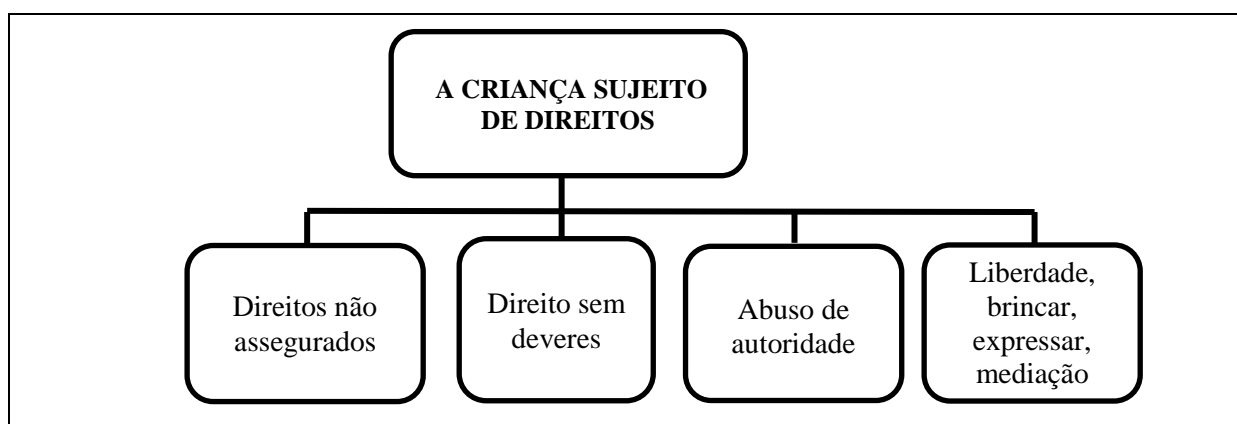 A CRIANÇA SUJEITO
DE DIREITOS
Direitos não
assegurados
Direito sem
deveres
Abuso de
autoridade
Liberdade,
brincar,
expressar,
mediação